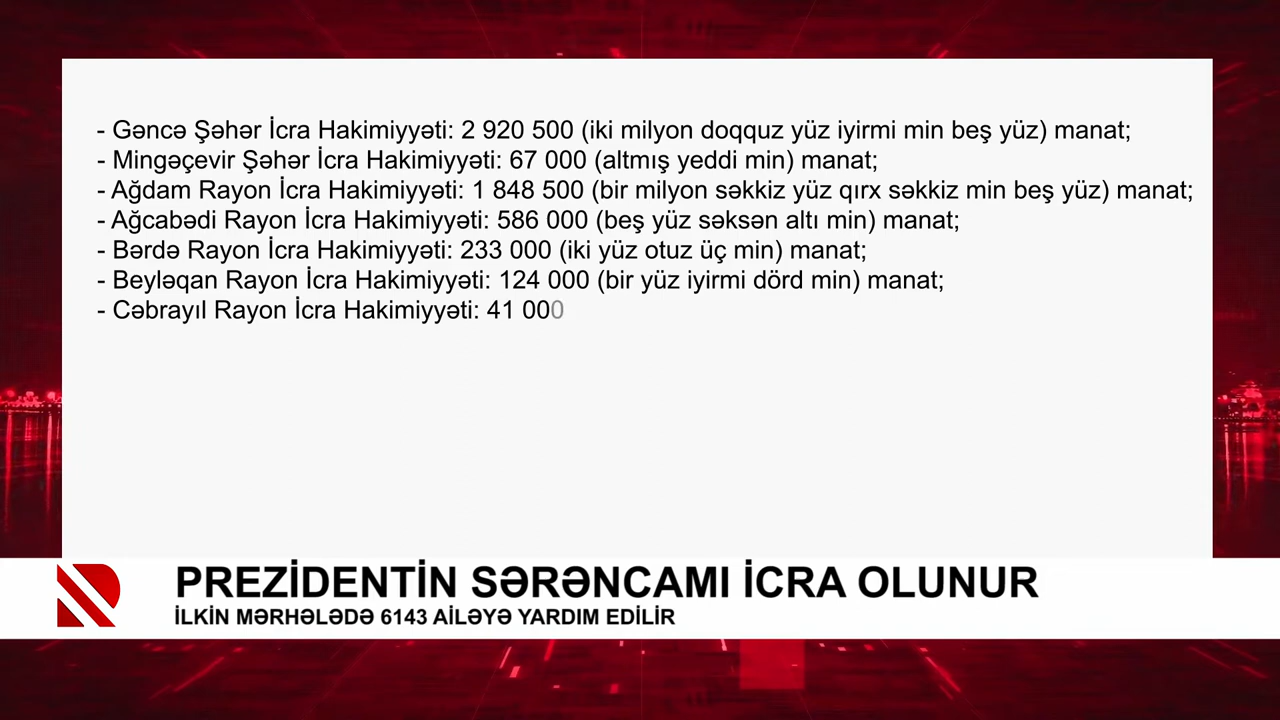 - Gəncə Şəhər İcra Hakimiyyəti: 2 920 500 (iki milyon doqquz yüz iyirmi min beş yüz) manat;
- Mingəçevir Şəhər İcra Hakimiyyəti: 67 000 (altmış yeddi min) manat;
- Ağdam Rayon İcra Hakimiyyəti: 1 848 500 (bir milyon səkkiz yüz qırx səkkiz min beş yüz) manat;
- Ağcabədi Rayon İcra Hakimiyyəti: 586 000 (beş yüz səksən altı min) manat;
- Bərdə Rayon İcra Hakimiyyəti: 233 000 (iki yüz otuz üç min) manat;
- Beyləqan Rayon İcra Hakimiyyəti: 124 000 (bir yüz iyirmi dörd min) manat;
- Cəbrayıl Rayon İcra Hakimiyyəti: 41 000
PREZİDENTİN SƏRƏNCAMI İCRA OLUNUR
İLKİN MƏRHƏLƏDƏ 6143 AİLƏYƏ YARDIM EDİLİR